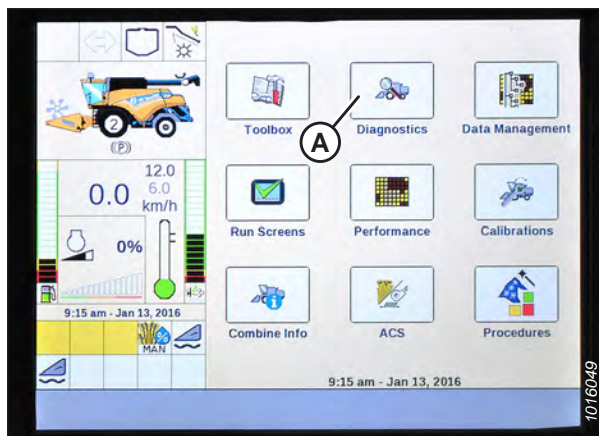 2
(P)
12.0
6.0
0.0
km/h
0%
9:15 am - Jan 13, 2016
MAN
Toolbox
A
Diagnostics
Data Management
Run Screens
Performance
Calibrations
Combine Info
ACS
Procedures
9:15 am - Jan 13, 2016
1016049